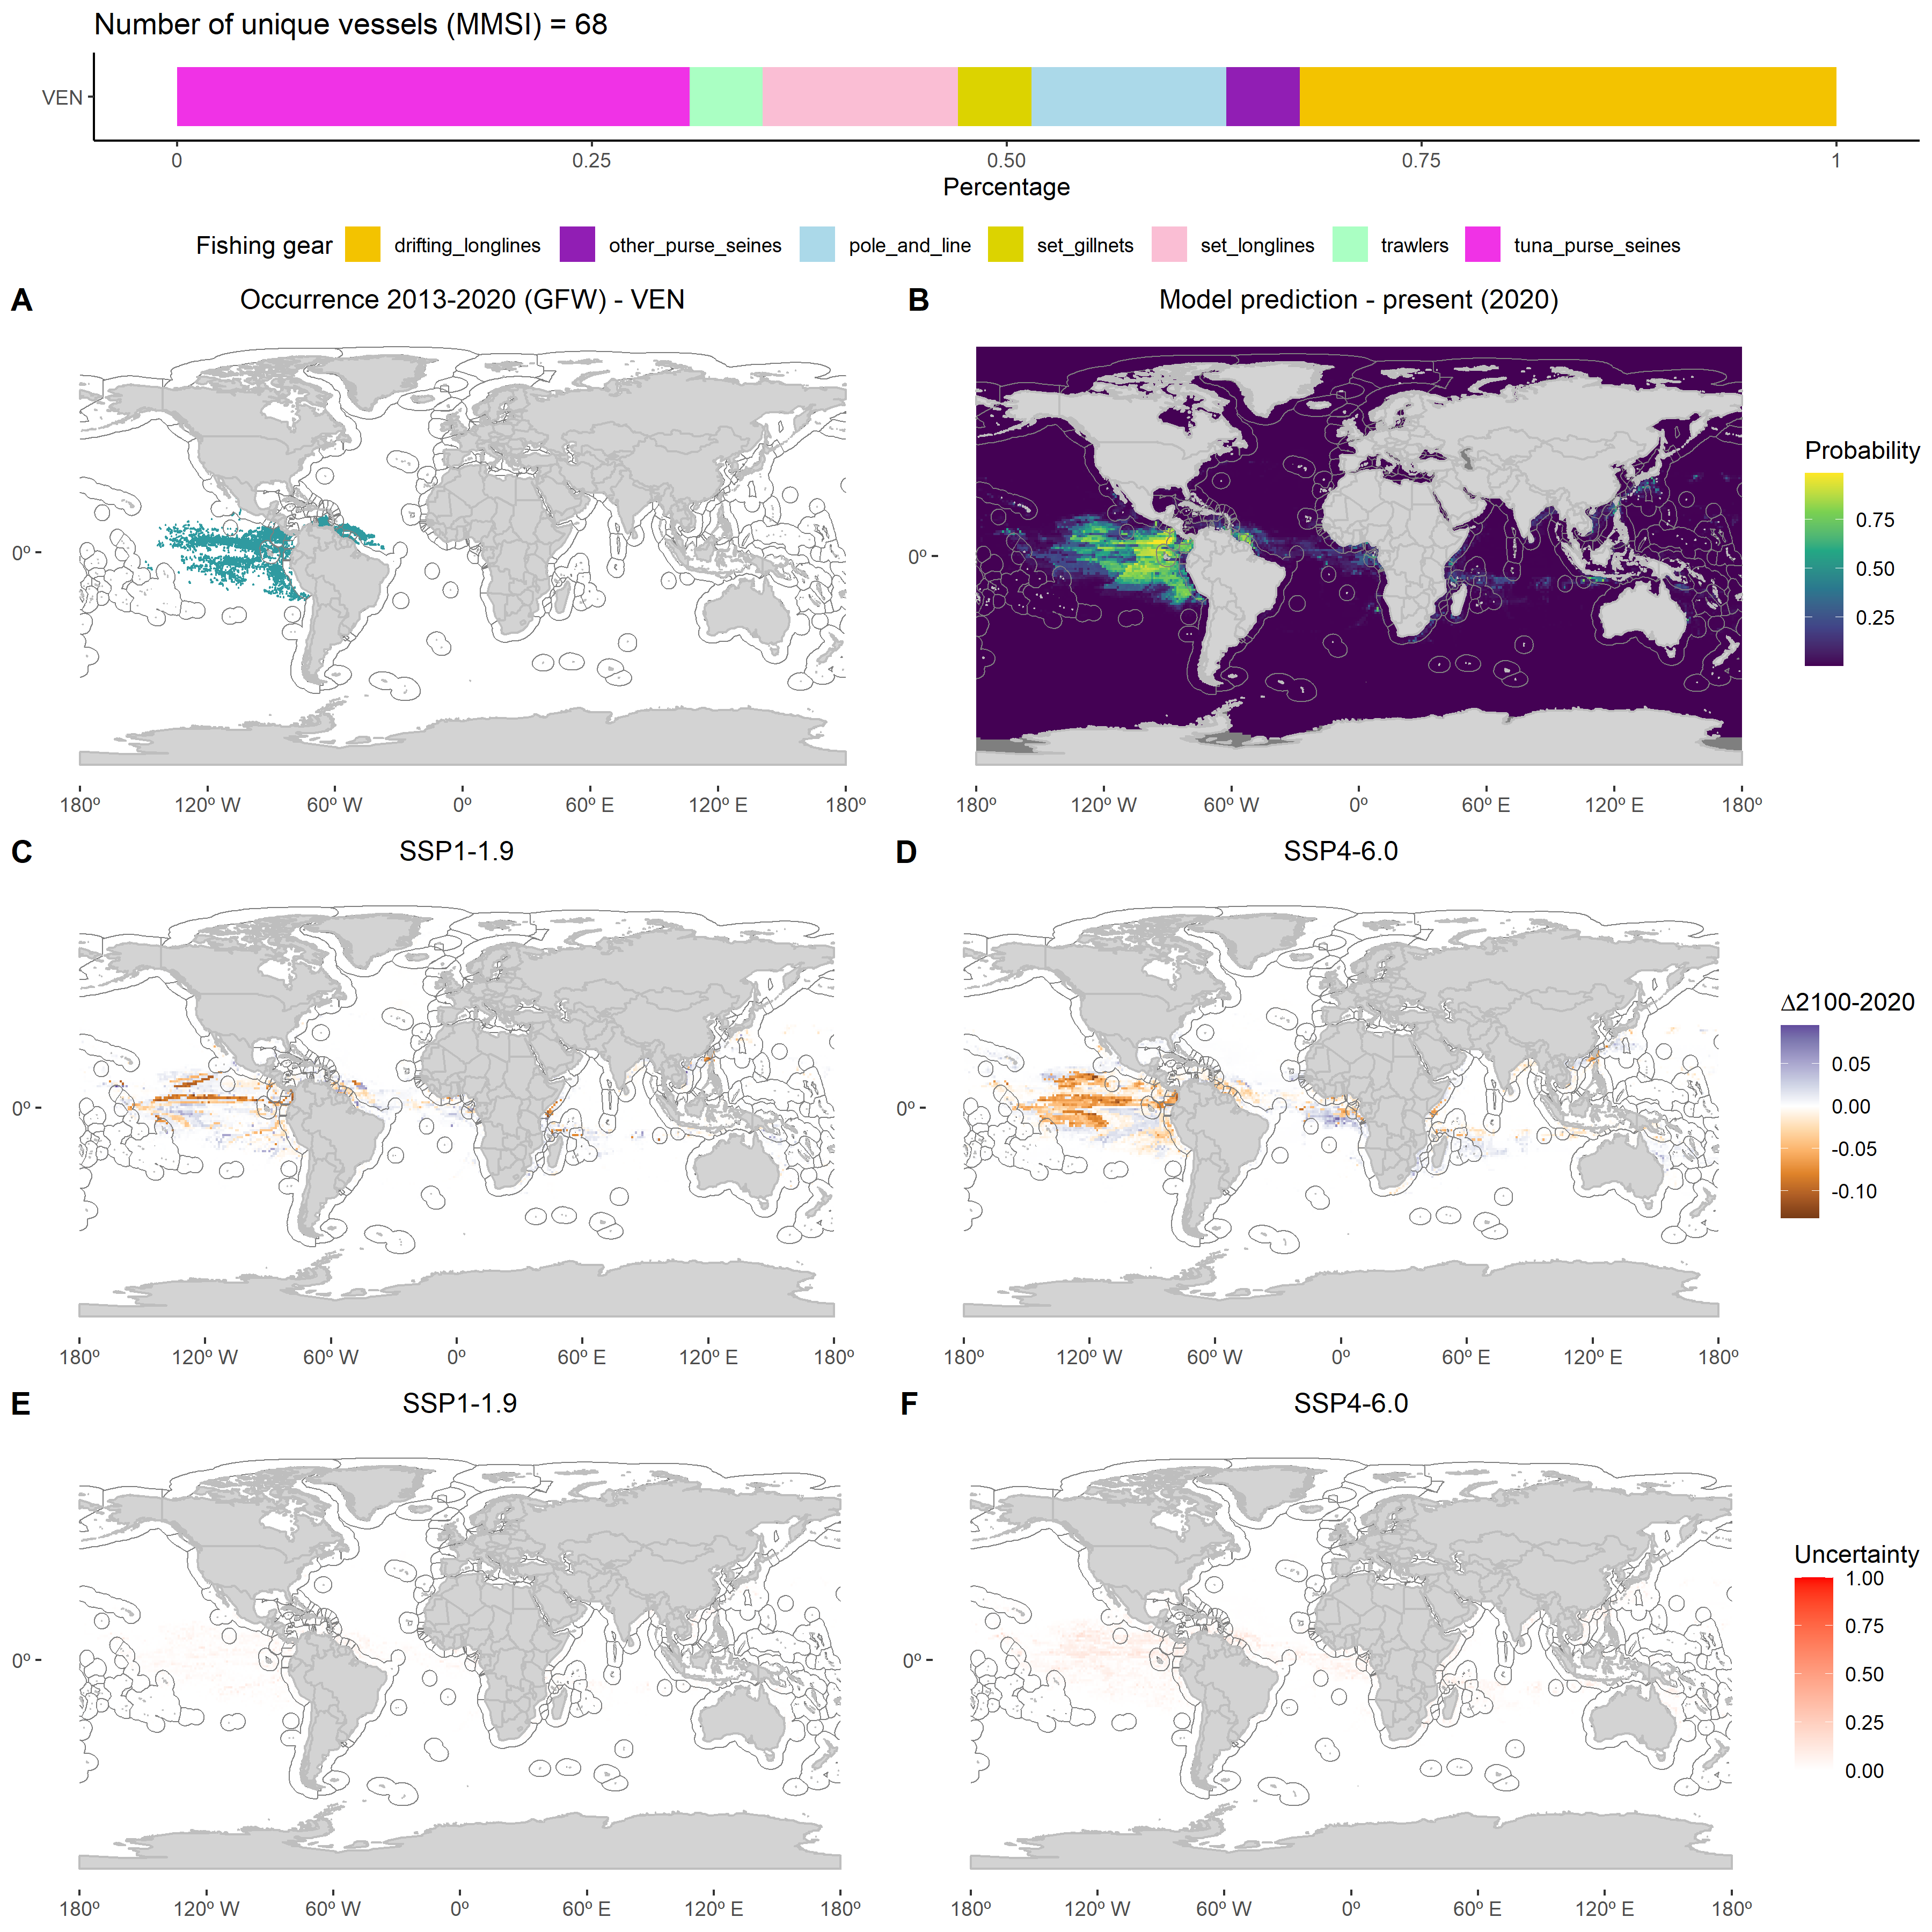 Number of unique vessels (MMSI) = 68
VEN
0 0.25 0.50 0.75 1
Percentage
Fishing gear drifting_longlines other_purse_seines pole_and_line set_gillnets set_longlines trawlers tuna_purse_seines
A Occurrence 2013-2020 (GFW) - VEN
0º
180º 120º W 60º W 0º 60º E 120º E 180º
B Model prediction - present (2020)
0º
180º 120º W 60º W 0º 60º E 120º E 180º
Probability
0.75
0.50
0.25
C SSP1-1.9
0º
180º 120º W 60º W 0º 60º E 120º E 180º
D SSP4-6.0
0º
180º 120º W 60º W 0º 60º E 120º E 180º
Δ2100-2020
0.05
0.00
-0.05
-0.10
E SSP1-1.9
0º
180º 120º W 60º W 0º 60º E 120º E 180º
F SSP4-6.0
0º
180º 120º W 60º W 0º 60º E 120º E 180º
Uncertainty
1.00
0.75
0.50
0.25
0.00